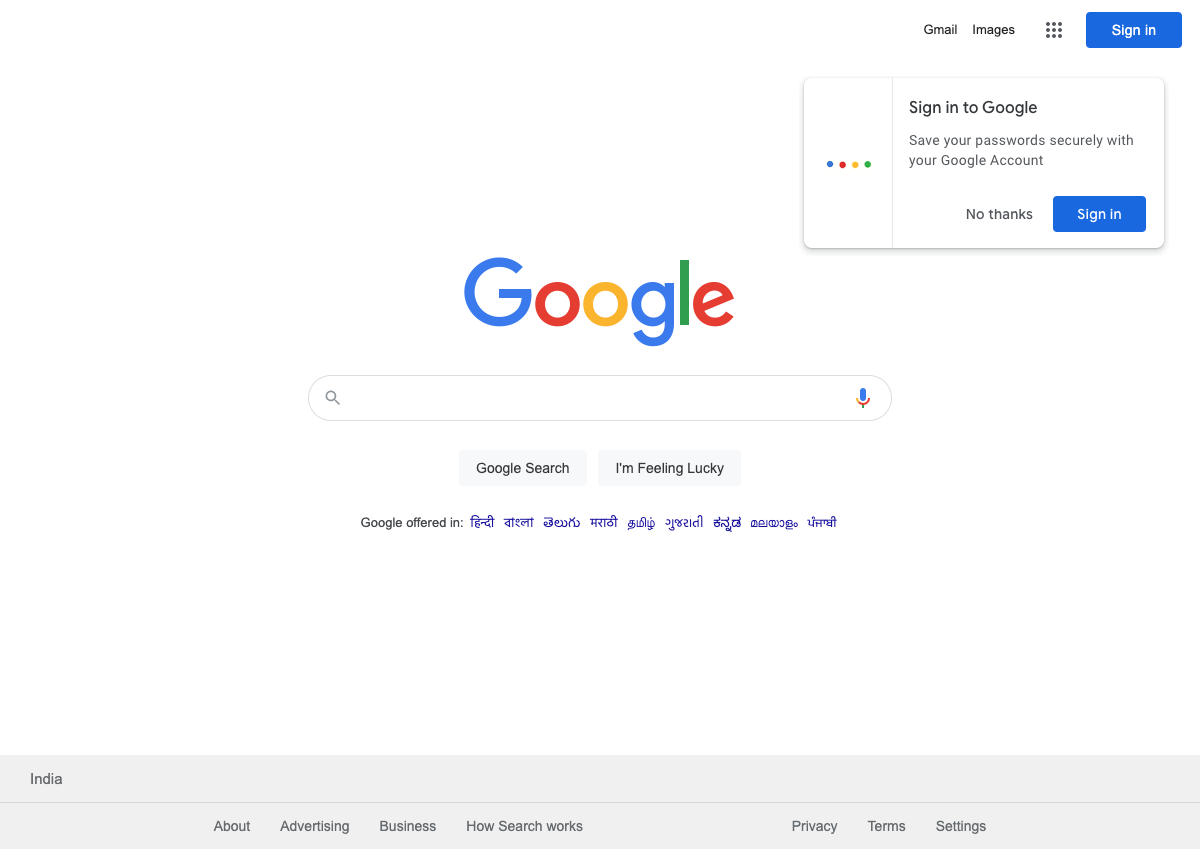 Gmail Images Sign in
Sign in to Google
Save your passwords securely with
your Google Account
No thanks Sign in
Google
Google Search I'm Feeling Lucky
Google offered in: हिन्दी বাংলা తెలుగు मराठी தமிழ் ગુજરાતી ಕನ್ನಡ മലയാളം ਪੰਜਾਬੀ
India
About Advertising Business How Search works Privacy Terms Settings